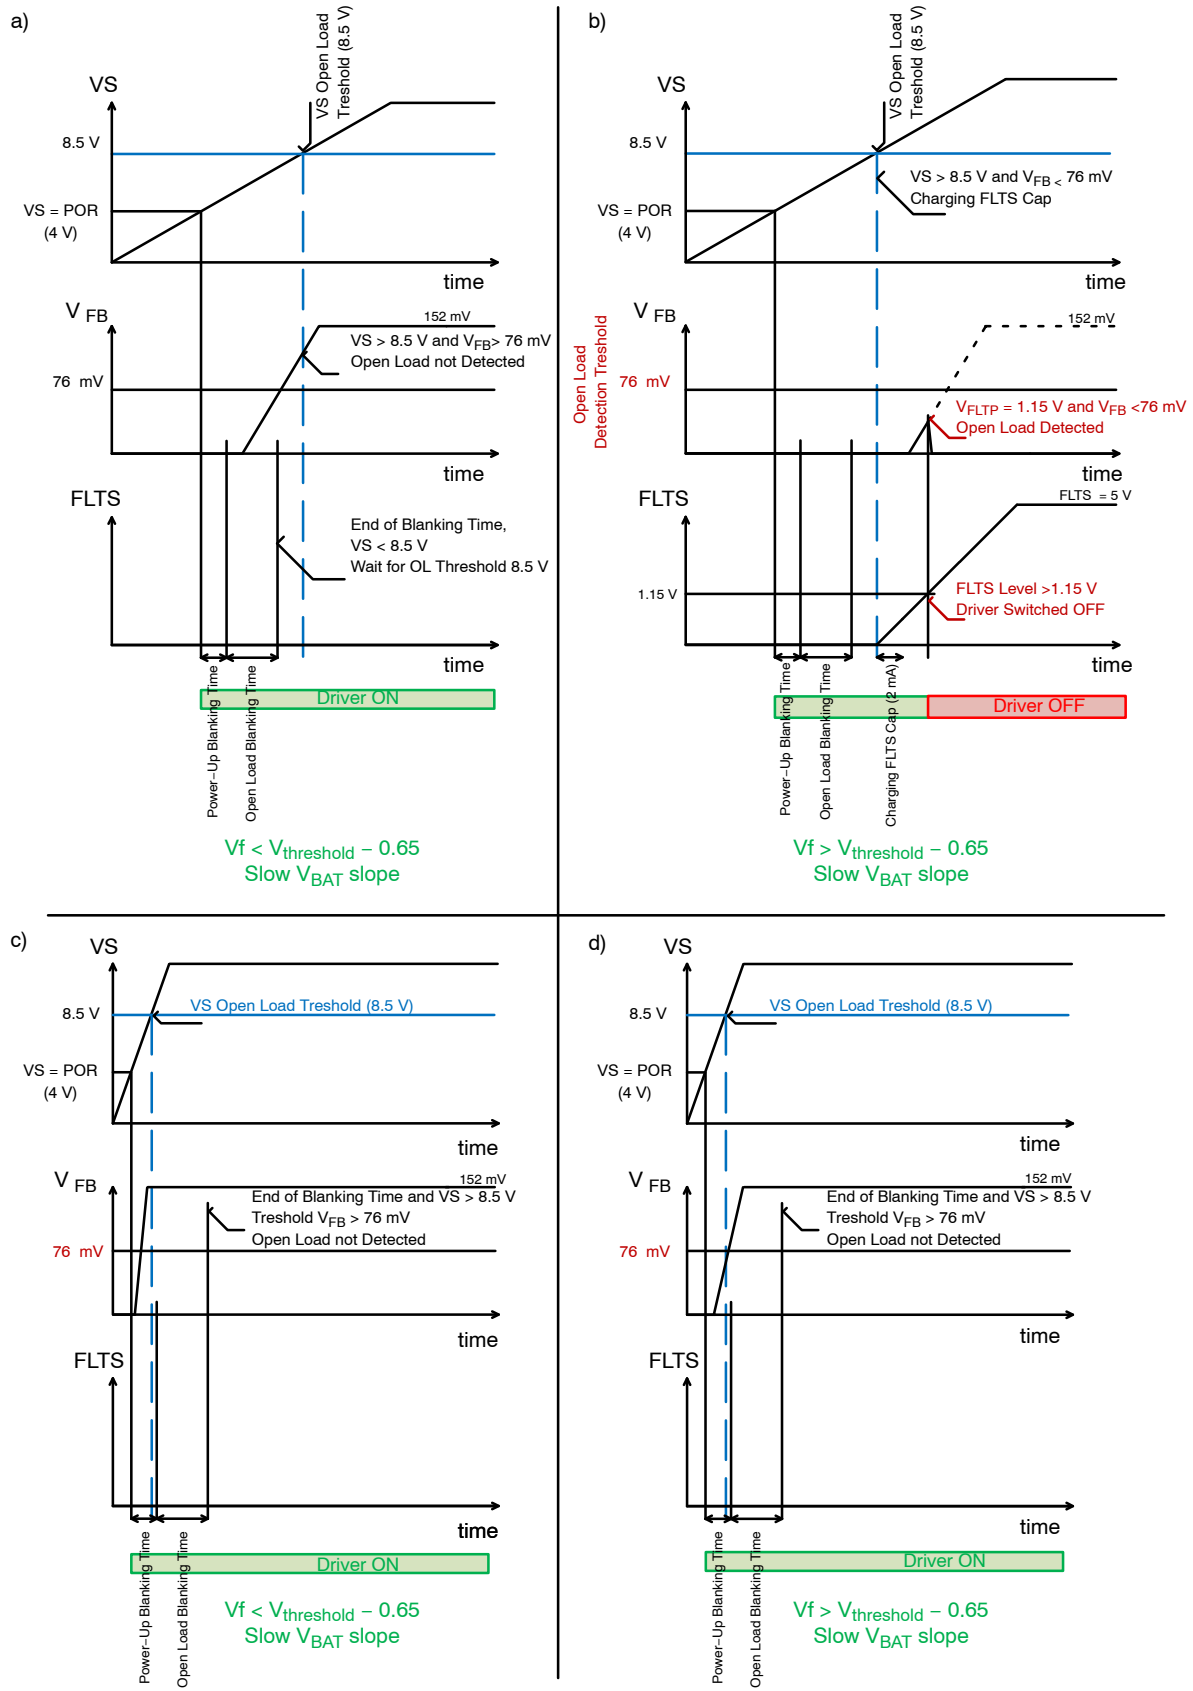 a)
VS Open Load
Treshold (8.5 V)
VS
8.5 V
VS = POR
(4 V)
time
V FB
152 mV
VS > 8.5 V and VFB> 76 mV
Open Load not Detected
76 mV
time
FLTS
End of Blanking Time,
VS < 8.5 V
Wait for OL Threshold 8.5 V
time
Driver ON
Power−Up Blanking Time
Open Load Blanking Time
Vf < Vthreshold − 0.65
Slow VBAT slope
b)
VS Open Load
Treshold (8.5 V)
VS
8.5 V
VS > 8.5 V and VFB < 76 mV
Charging FLTS Cap
VS = POR
(4 V)
time
V FB
152 mV
Open Load
Detection Treshold
76 mV
VFLTP = 1.15 V and VFB <76 mV
Open Load Detected
time
FLTS
FLTS = 5 V
1.15 V
FLTS Level >1.15 V
Driver Switched OFF
time
Driver OFF
Power−Up Blanking Time
Open Load Blanking Time
Charging FLTS Cap (2 mA)
Vf > Vthreshold − 0.65
Slow VBAT slope
c)
VS
VS Open Load Treshold (8.5 V)
8.5 V
VS = POR
(4 V)
time
V FB
152 mV
End of Blanking Time and VS > 8.5 V
Treshold VFB > 76 mV
Open Load not Detected
76 mV
time
FLTS
time
Driver ON
Power−Up Blanking Time
Open Load Blanking Time
Vf < Vthreshold − 0.65
Slow VBAT slope
d)
VS
VS Open Load Treshold (8.5 V)
8.5 V
VS = POR
(4 V)
time
V FB
152 mV
End of Blanking Time and VS > 8.5 V
Treshold VFB > 76 mV
Open Load not Detected
76 mV
time
FLTS
time
Driver ON
Power−Up Blanking Time
Open Load Blanking Time
Vf > Vthreshold − 0.65
Slow VBAT slope